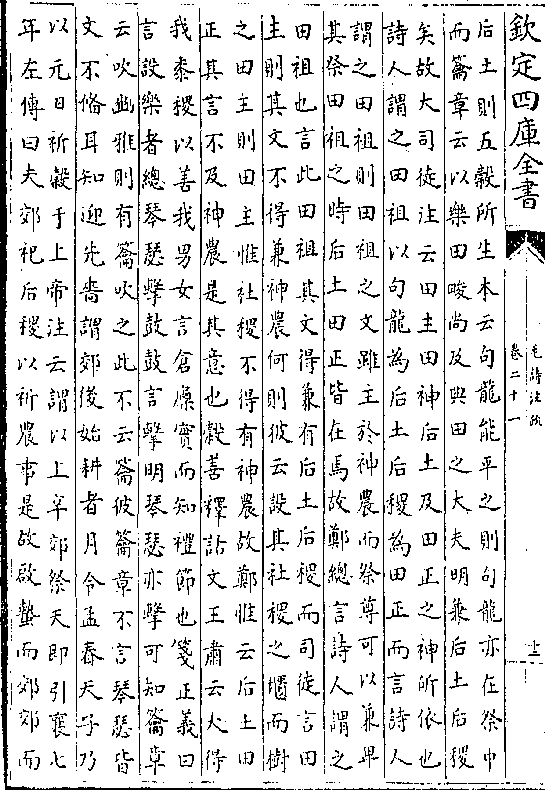 欽定四庫全書
毛詩注疏
卷二十一
十二
后土則五穀所生本云句龍能平之則句龍亦在祭中
而籥章云以樂田畯尚及典田之大夫明兼后土后稷
矣故大司徒注云田主田神后土及田正之神所依也
詩人謂之田祖以句龍為后土后稷為田正而言詩人
謂之田祖則田祖之文雖主於神農而祭尊可以兼卑
其祭田祖之時后土田正皆在焉故鄭總言詩人謂之
田祖也言此田祖其文得兼有后土后稷而司徒言田
主則其文不得兼神農何則彼云設其社稷之壝而樹
之田主則田主惟社稷不得有神農故鄭惟云后土田
正其言不及神農是其意也穀善釋詁文王肅云大得
我黍稷以善我男女言倉廩實而知禮節也箋正義曰
言設樂者總琴瑟擊鼓鼓言擊明琴瑟亦擊可知籥章
云吹豳雅則有籥吹之此不云籥彼籥章不言琴瑟皆
文不備耳知迎先嗇謂郊後始耕者月令孟春天子乃
以元日祈穀于上帝注云謂以上辛郊祭天即引襄七
年左傳曰夫郊祀后稷以祈農事是故啟蟄而郊郊而